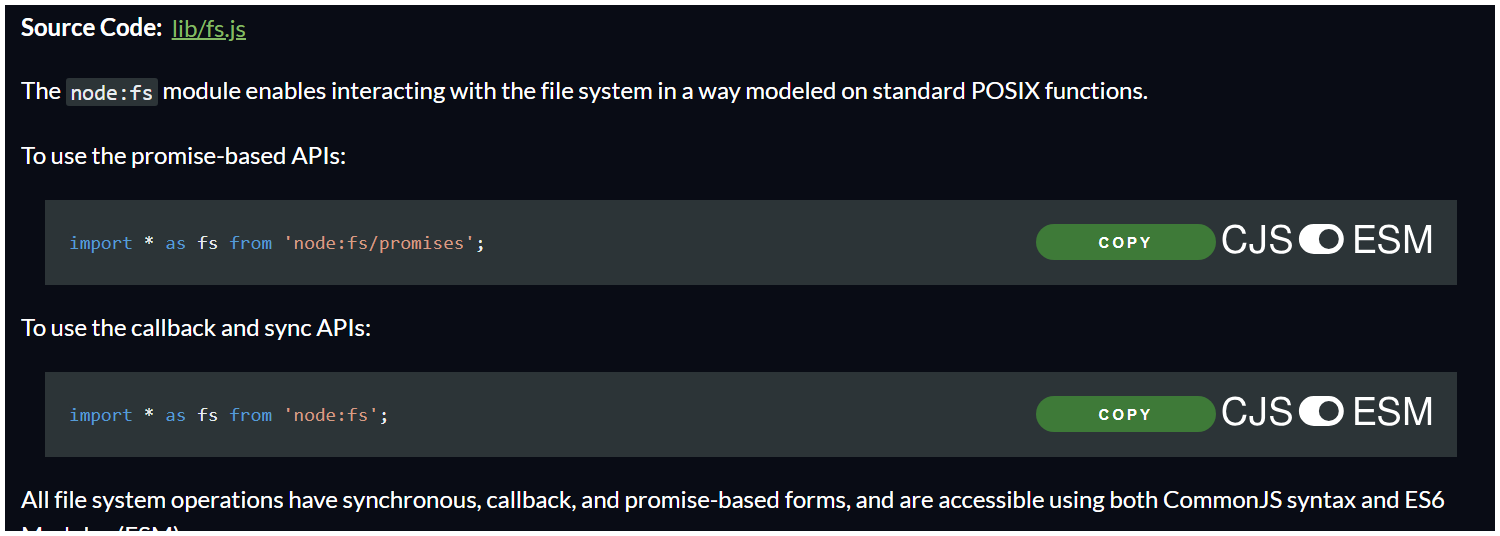 Source Code: lib/fs.js
The node:fs module enables interacting with the file system in a way modeled on standard POSIX functions.
To use the promise-based APIs:
import * as fs from 'node:fs/promises';
COPY CJS ESM
To use the callback and sync APIs:
import * as fs from 'node:fs';
COPY CJS ESM
All file system operations have synchronous, callback, and promise-based forms, and are accessible using both CommonJS syntax and ES6
Modules (ESM)